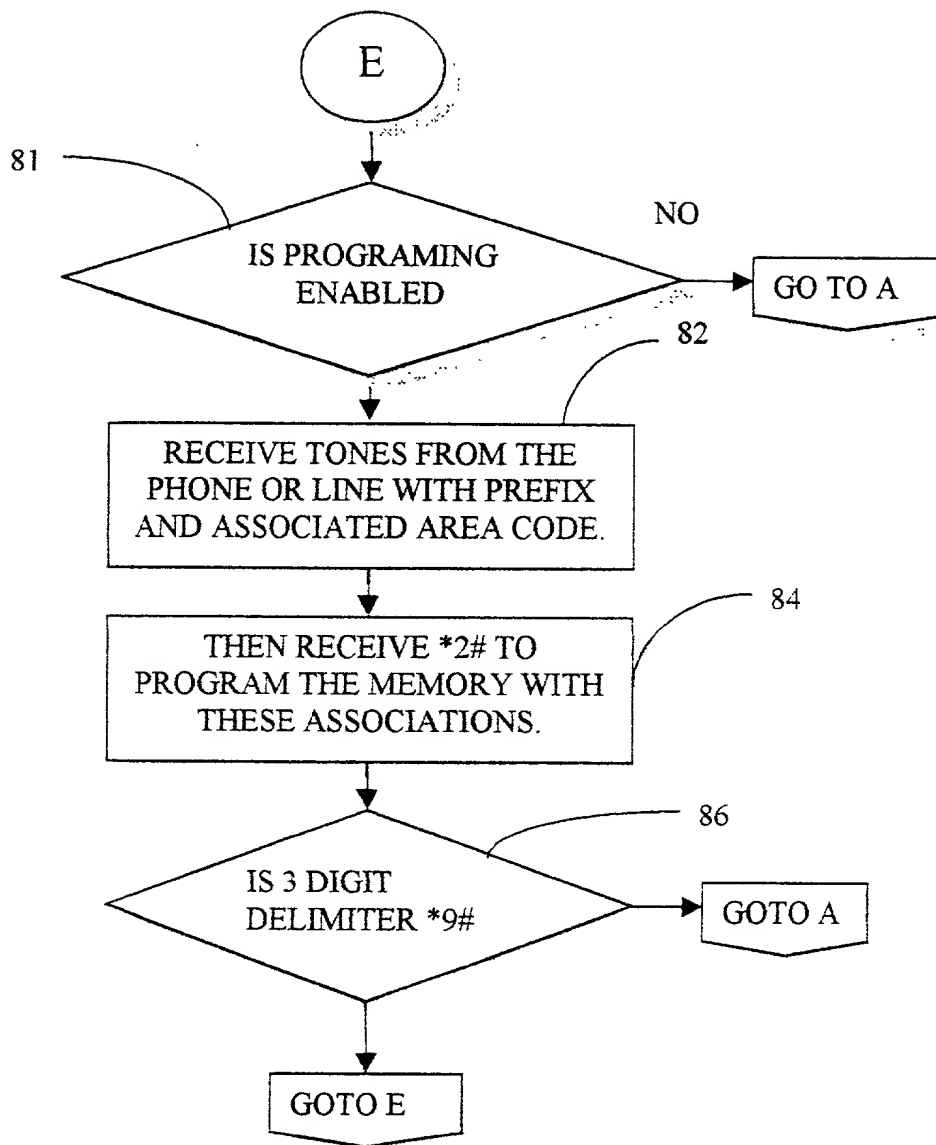 E
81
NO
IS PROGRAMING
ENABLED
GO TO A
82
RECEIVE TONES FROM THE
PHONE OR LINE WITH PREFIX
AND ASSOCIATED AREA CODE.
84
THEN RECEIVE *2# TO
PROGRAM THE MEMORY WITH
THESE ASSOCIATIONS.
86
IS 3 DIGIT
DELIMITER *9#
GOTO A
GOTO E